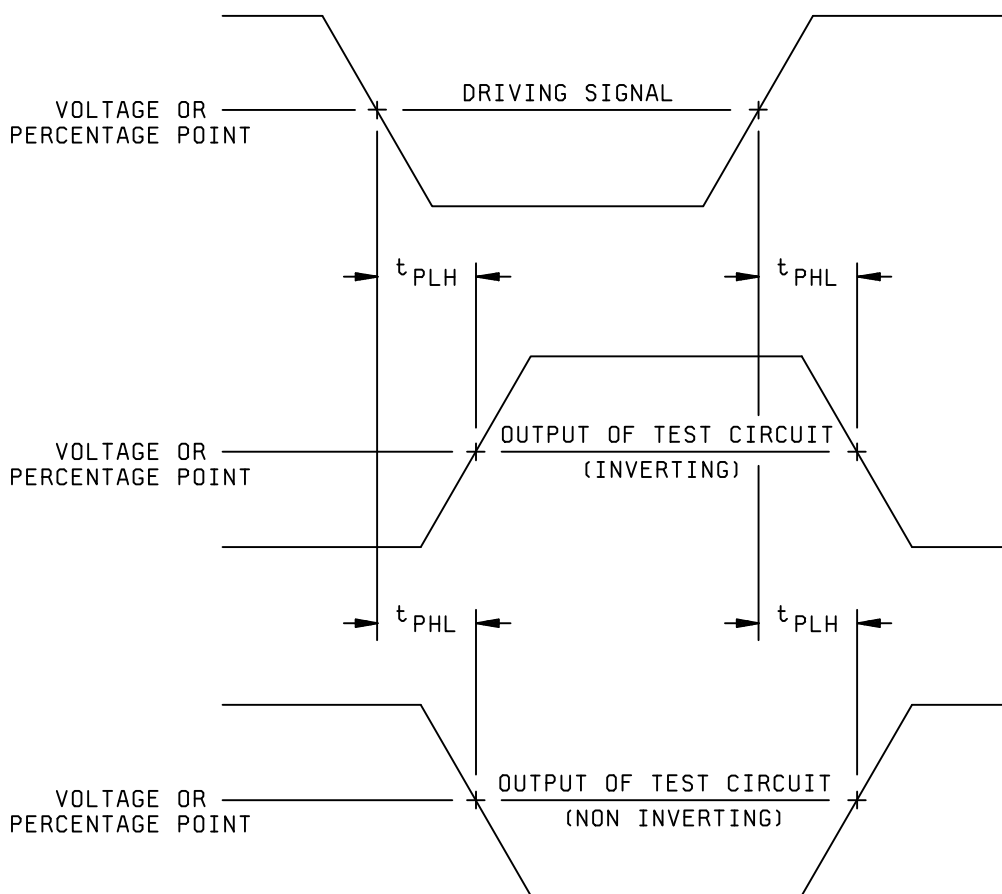 DRIVING SIGNAL
VOLTAGE OR
PERCENTAGE POINT
tPLH
tPHL
OUTPUT OF TEST CIRCUIT
(INVERTING)
VOLTAGE OR
PERCENTAGE POINT
tPHL
tPLH
OUTPUT OF TEST CIRCUIT
(NON INVERTING)
VOLTAGE OR
PERCENTAGE POINT